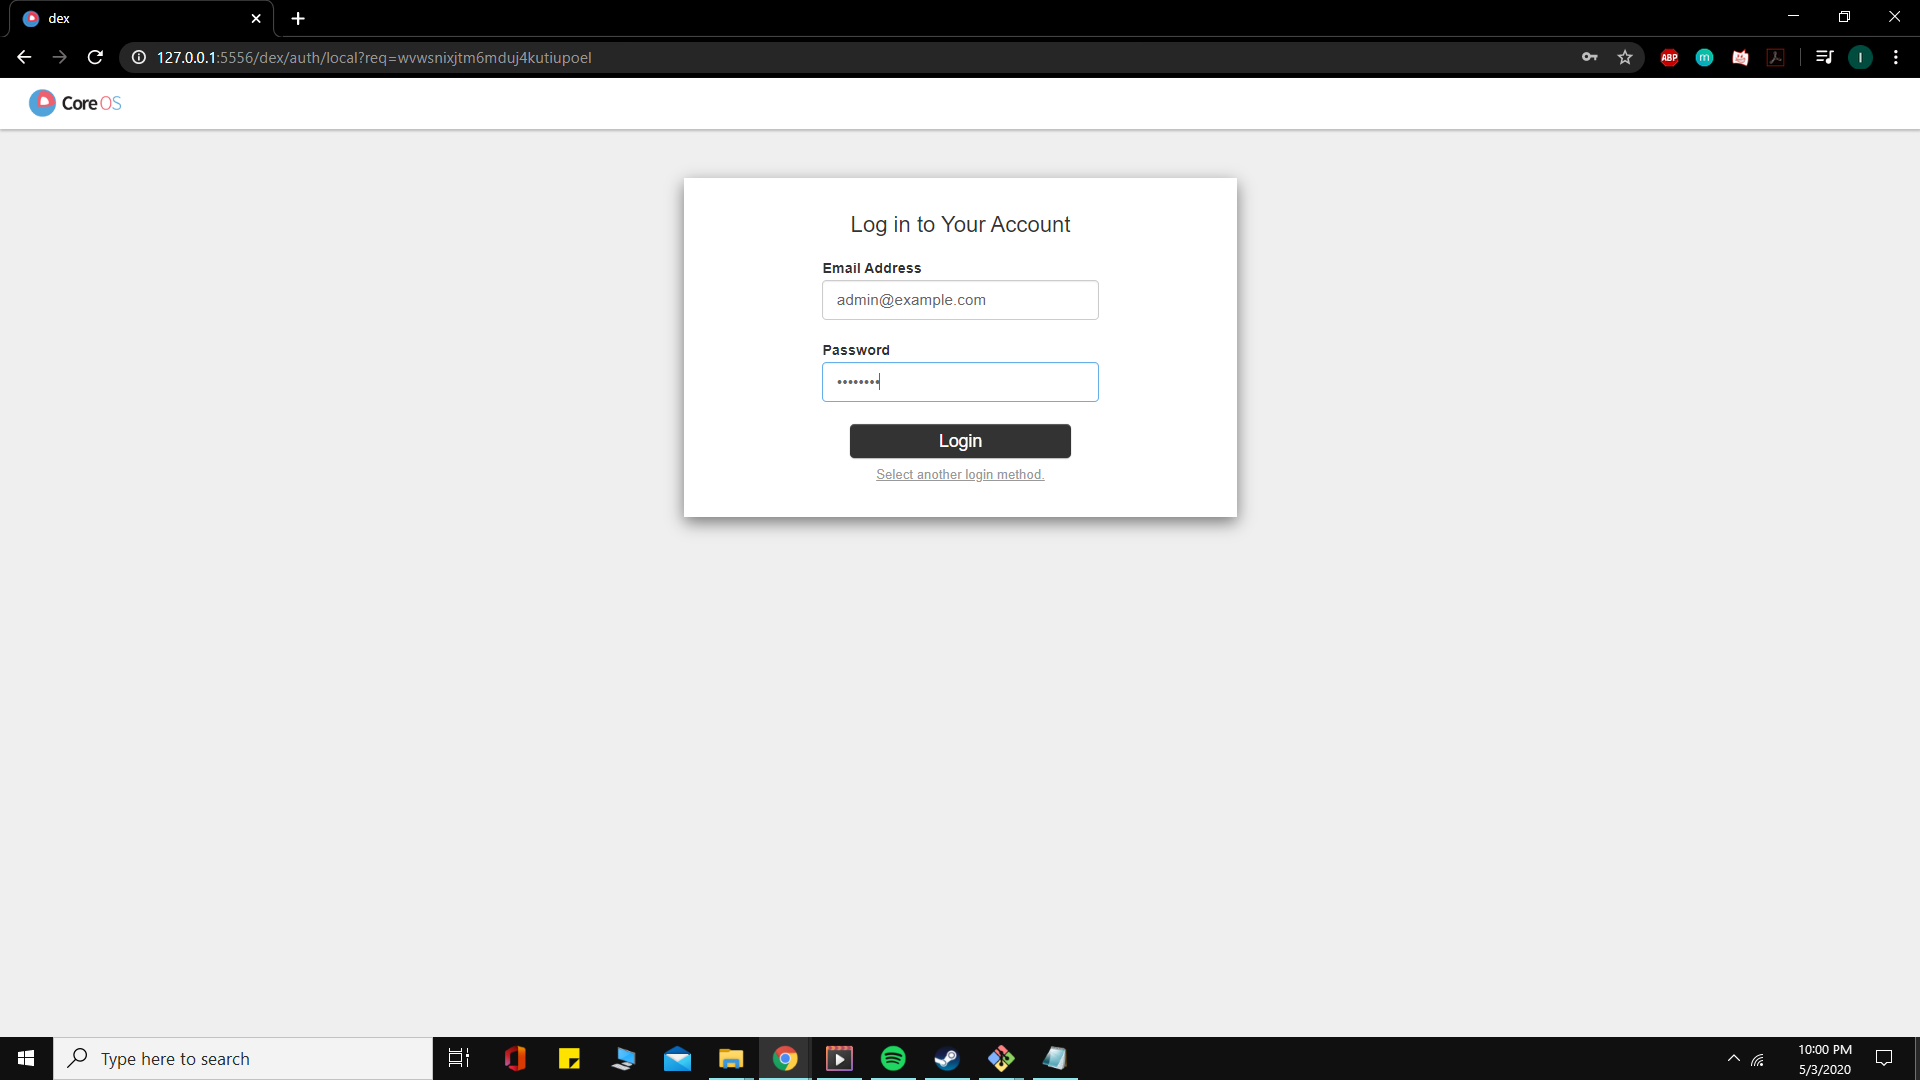 dex
127.0.0.1:5556/dex/auth/local?req=wvwsnixjtm6mduj4kutiupoel
ABP
m
I
Core OS
Log in to Your Account
Email Address
admin@example.com
Password
••••••••
Login
Select another login method.
Type here to search
10:00 PM
5/3/2020